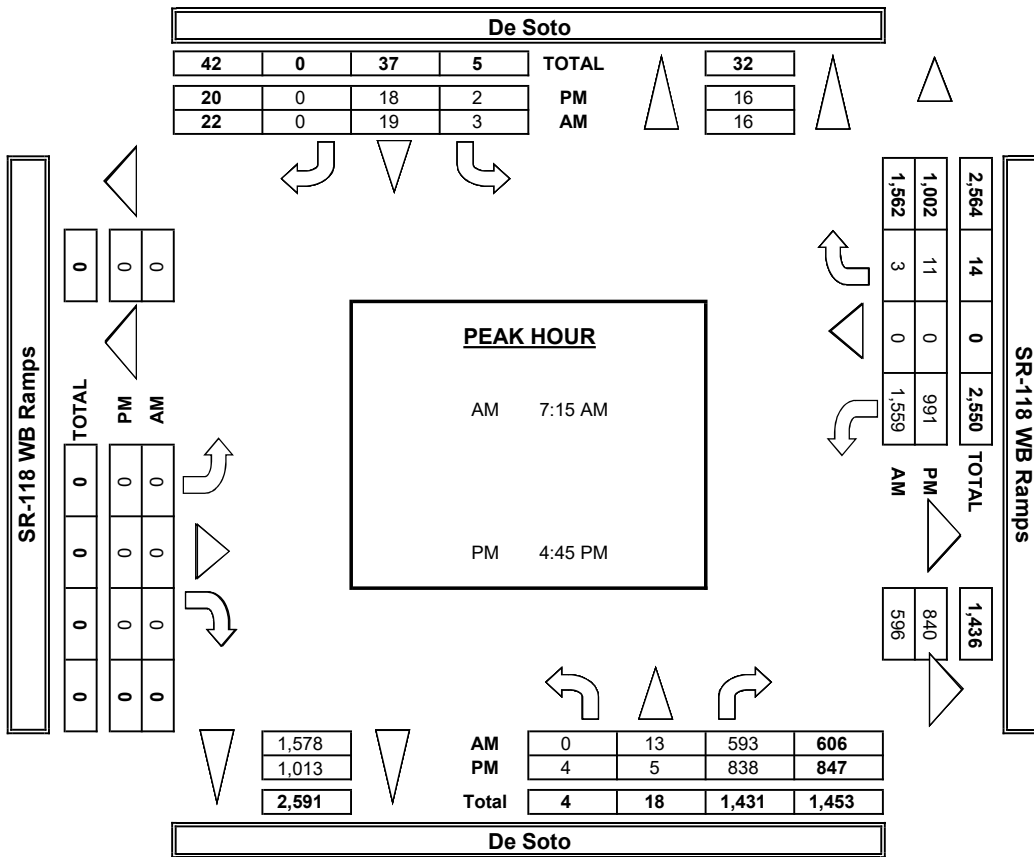 De Soto
42 0 37 5 TOTAL 32
20 0 18 2 PM 16
22 0 19 3 AM 16
SR-118 WB Ramps
0 0 0
TOTAL PM AM
0 0 0
0 0 0
0 0 0
0 0 0
PEAK HOUR
AM 7:15 AM
PM 4:45 PM
1,562 1,002 2,564
3 11 14
0 0 0
1,559 991 2,550
AM PM TOTAL
596 840 1,436
SR-118 WB Ramps
1,578 AM 0 13 593 606
1,013 PM 4 5 838 847
2,591 Total 4 18 1,431 1,453
De Soto